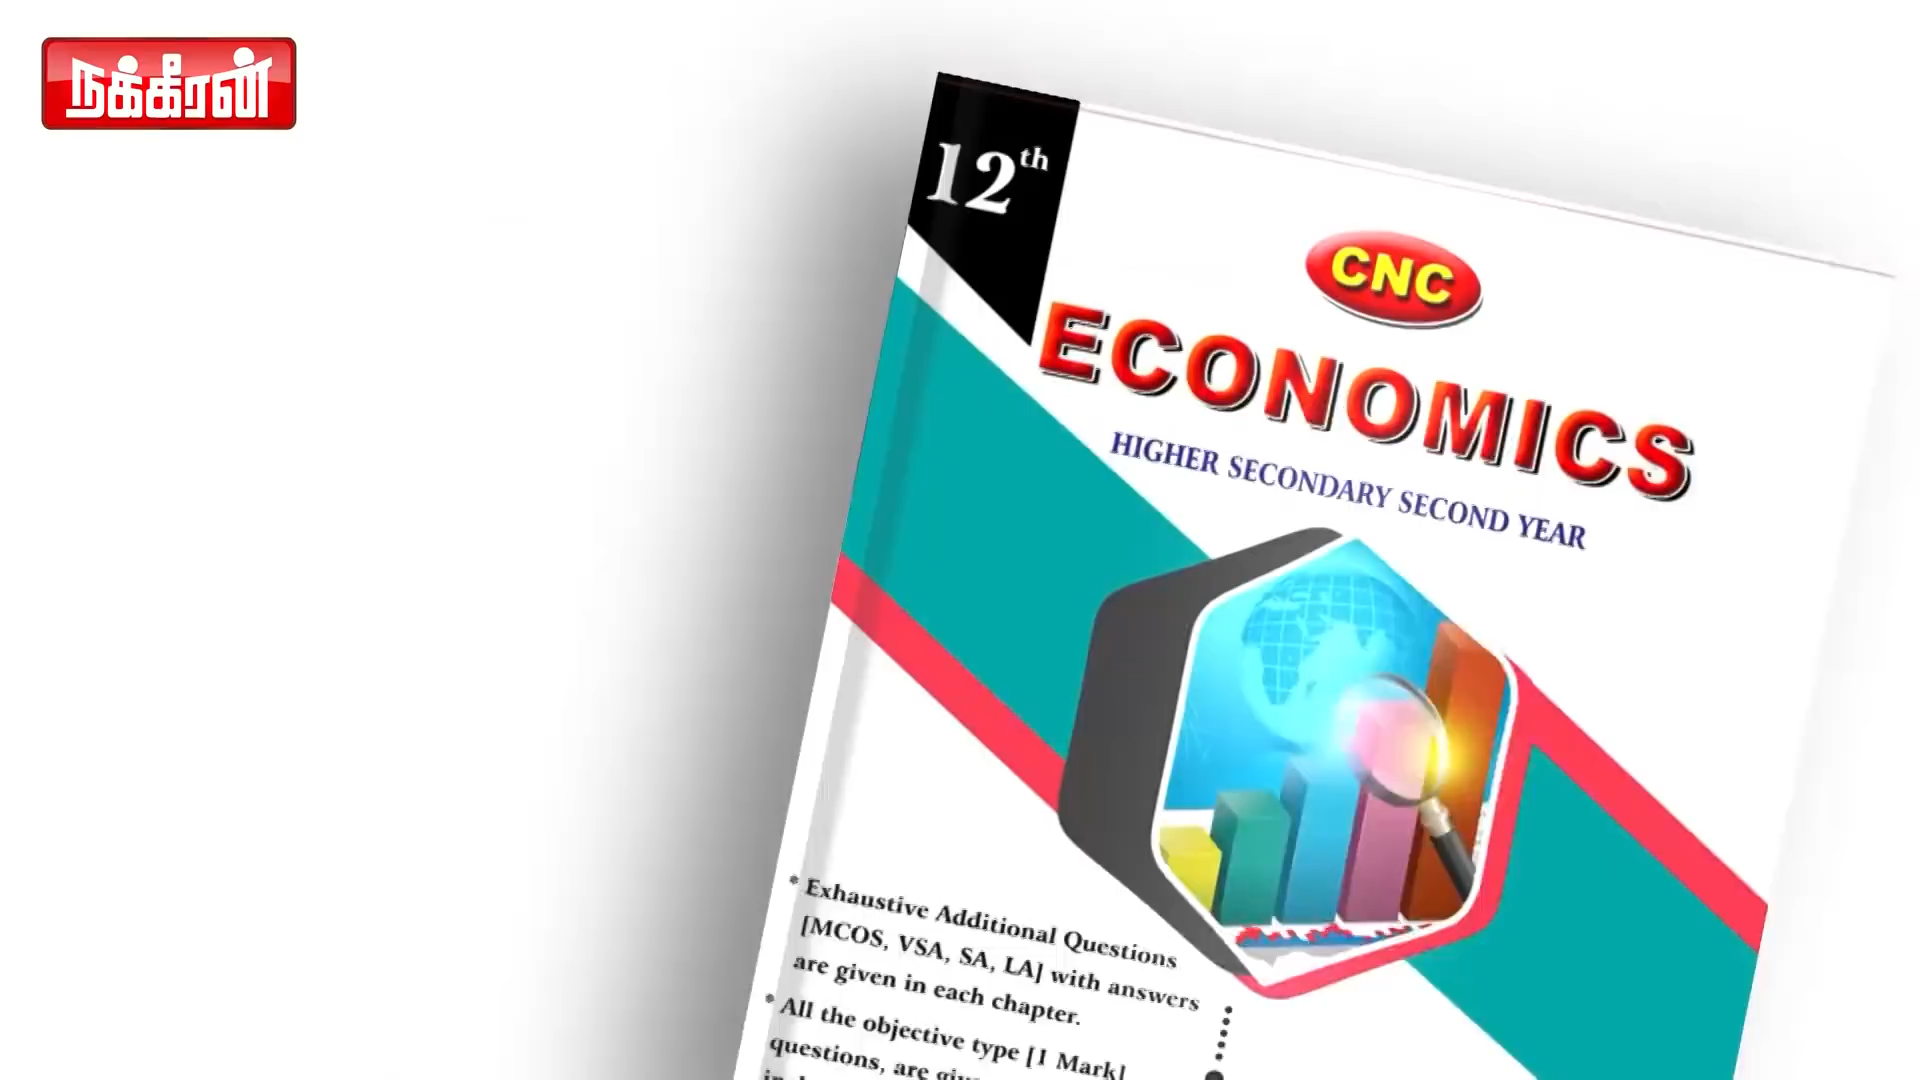 நக்கீரன்
12th
CNC
ECONOMICS
HIGHER SECONDARY SECOND YEAR
* Exhaustive Additional Questions
[MCOS, VSA, SA, LA] with answers
are given in each chapter.
* All the objective type [1 Mark]
questions, are